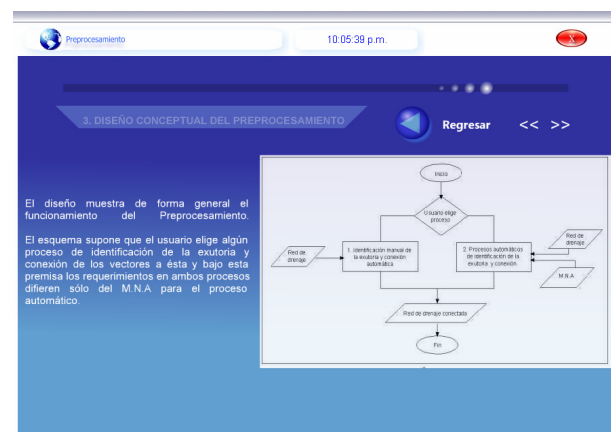 Preprocesamiento
10:05:39 p.m.
X
3. DISEÑO CONCEPTUAL DEL PREPROCESAMIENTO
Regresar << >>
El diseño muestra de forma general el
funcionamiento del Preprocesamiento.
El esquema supone que el usuario elige algún
proceso de identificación de la exutoria y
conexión de los vectores a ésta y bajo esta
premisa los requerimientos en ambos procesos
difieren sólo del M.N.A para el proceso
automático.
Inicio
Usuario elige
proceso
Red de
drenaje
1. Identificación manual de
la exutoria y conexión
automática
2. Procesos automáticos
de identificación de la
exutoria y conexión.
Red de
drenaje
M.N.A
Red de drenaje conectada
Fin